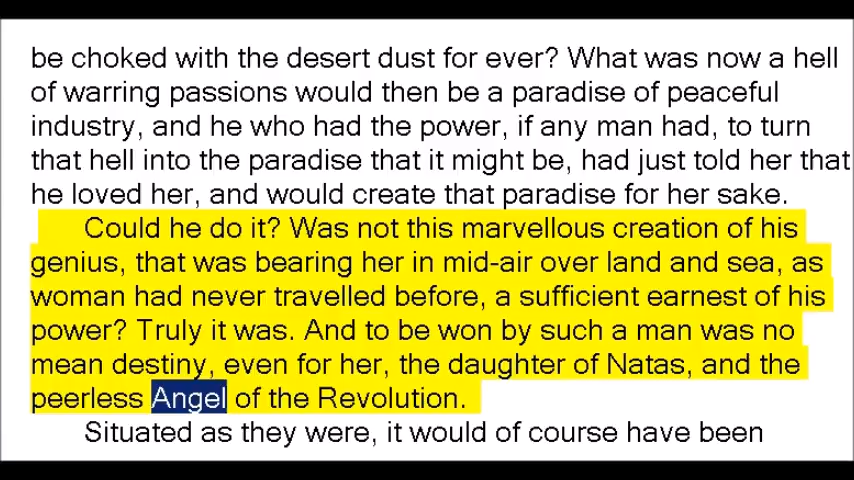 be choked with the desert dust for ever? What was now a hell
of warring passions would then be a paradise of peaceful
industry, and he who had the power, if any man had, to turn
that hell into the paradise that it might be, had just told her that
he loved her, and would create that paradise for her sake.
Could he do it? Was not this marvellous creation of his
genius, that was bearing her in mid-air over land and sea, as
woman had never travelled before, a sufficient earnest of his
power? Truly it was. And to be won by such a man was no
mean destiny, even for her, the daughter of Natas, and the
peerless Angel of the Revolution.
Situated as they were, it would of course have been